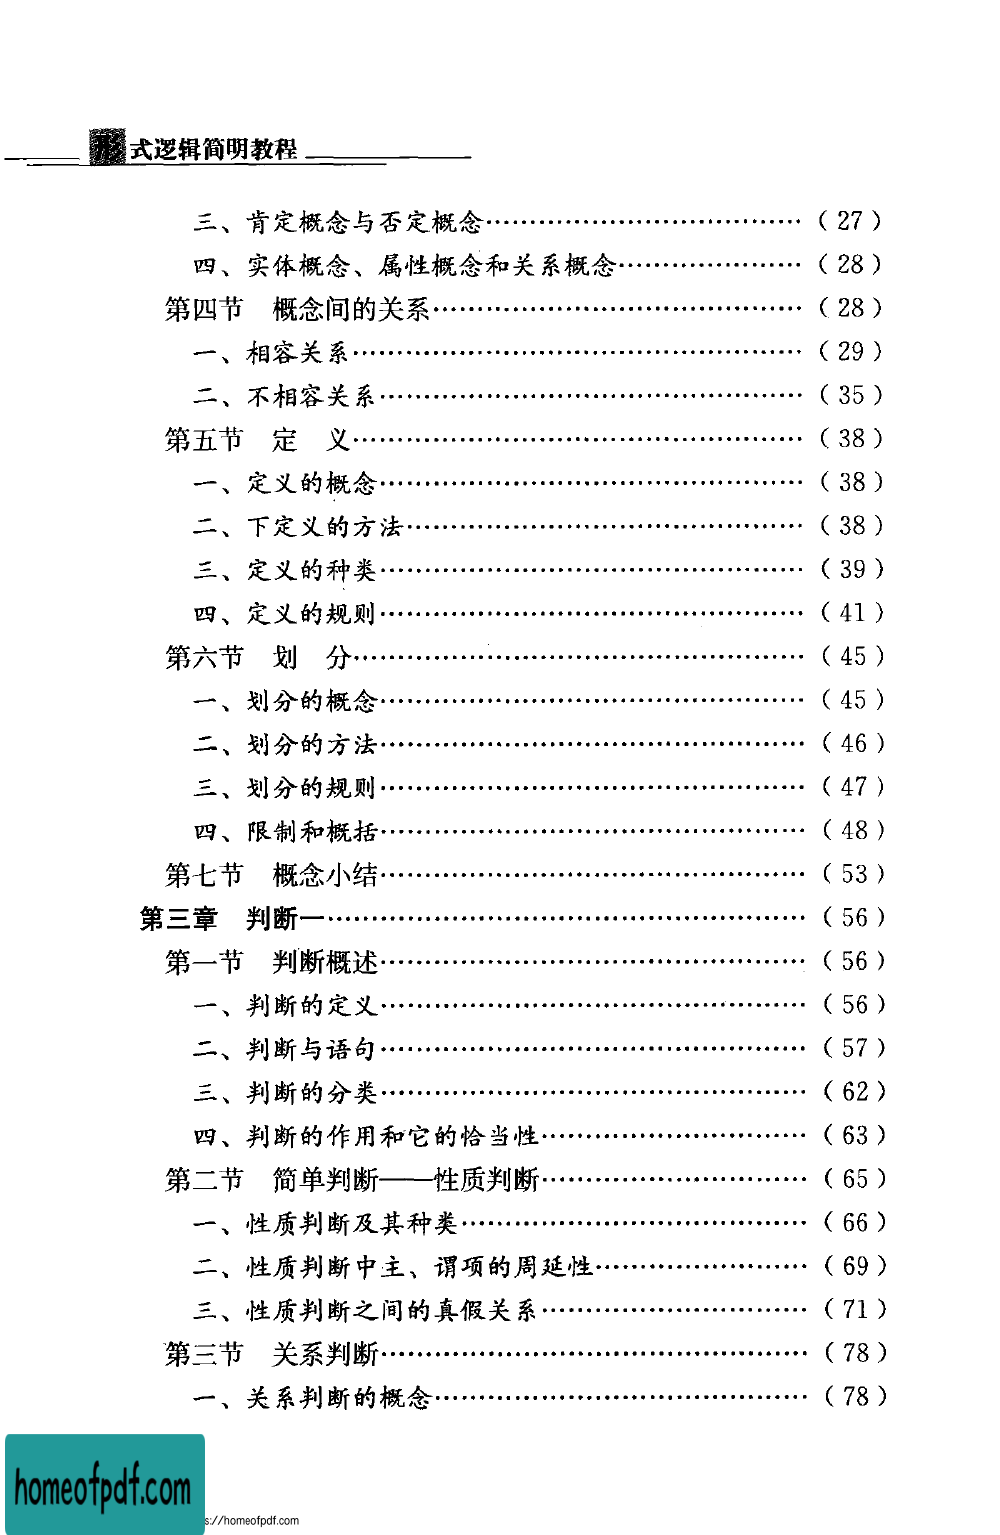 形式逻辑简明教程
三、肯定概念与否定概念…………………………（27）
四、实体概念、属性概念和关系概念………………（28）
第四节　概念间的关系………………………………（28）
一、相容关系……………………………………（29）
二、不相容关系…………………………………（35）
第五节　定　义……………………………………（38）
一、定义的概念…………………………………（38）
二、下定义的方法………………………………（38）
三、定义的种类…………………………………（39）
四、定义的规则…………………………………（41）
第六节　划　分……………………………………（45）
一、划分的概念…………………………………（45）
二、划分的方法…………………………………（46）
三、划分的规则…………………………………（47）
四、限制和概括…………………………………（48）
第七节　概念小结…………………………………（53）
第三章　判断一………………………………………（56）
第一节　判断概述…………………………………（56）
一、判断的定义…………………………………（56）
二、判断与语句…………………………………（57）
三、判断的分类…………………………………（62）
四、判断的作用和它的恰当性……………………（63）
第二节　简单判断——性质判断……………………（65）
一、性质判断及其种类……………………………（66）
二、性质判断中主、谓项的周延性…………………（69）
三、性质判断之间的真假关系……………………（71）
第三节　关系判断…………………………………（78）
一、关系判断的概念………………………………（78）
homeofpdf.com
s://homeofpdf.com